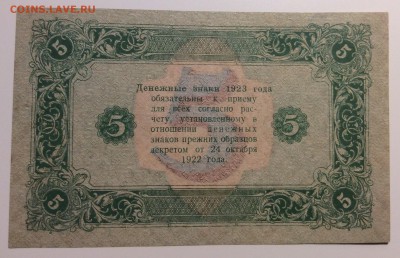 COINS.LAVE.RU
5 5
Денежные знаки 1923 года
обязательны к приему
для всех согласно рас-
чету, установленному в
отношении денежных
знаков прежних образцов
декретом от 24 октября
1922 года.
5 5
5 5